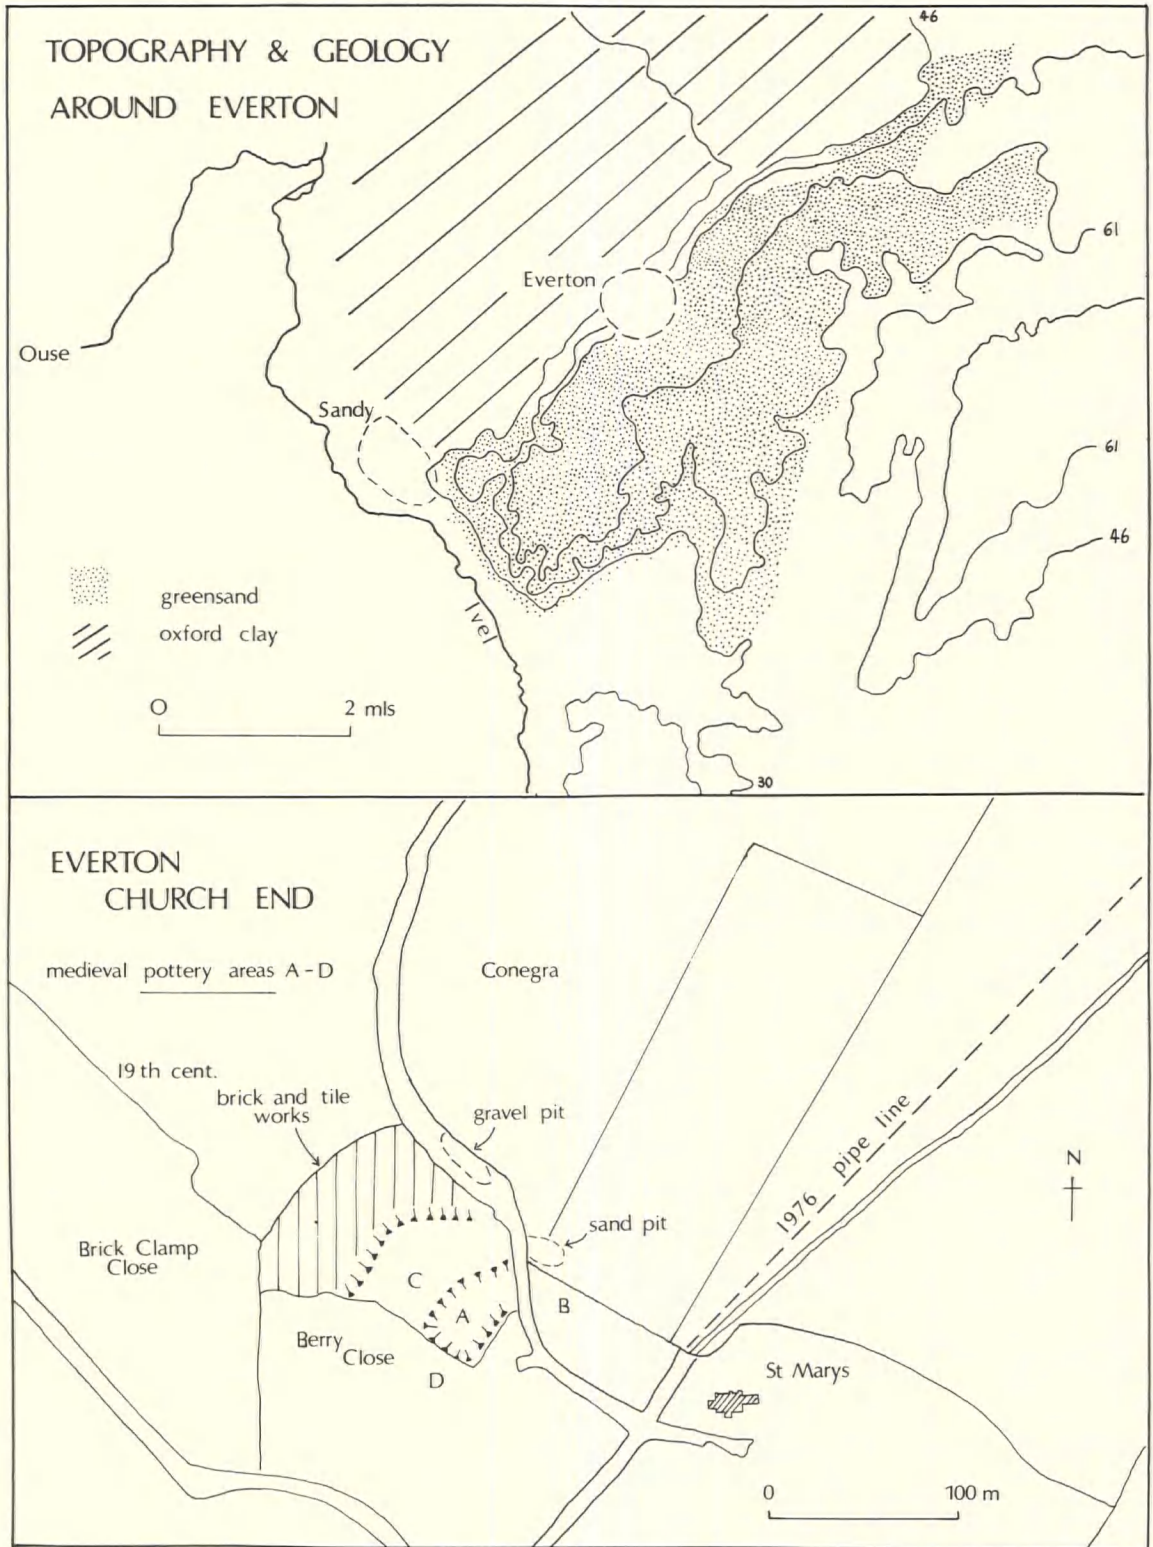 TOPOGRAPHY & GEOLOGY
AROUND EVERTON
46
61
Everton
Ouse
Sandy
61
46
greensand
oxford clay
Ivel
0 2 mls
30
EVERTON
CHURCH END
medieval pottery areas A-D
Conegra
19th cent.
brick and tile
works
gravel pit
1976 pipe line
N
sand pit
Brick Clamp
Close
C
B
A
Berry
Close
D
St Marys
0 100 m